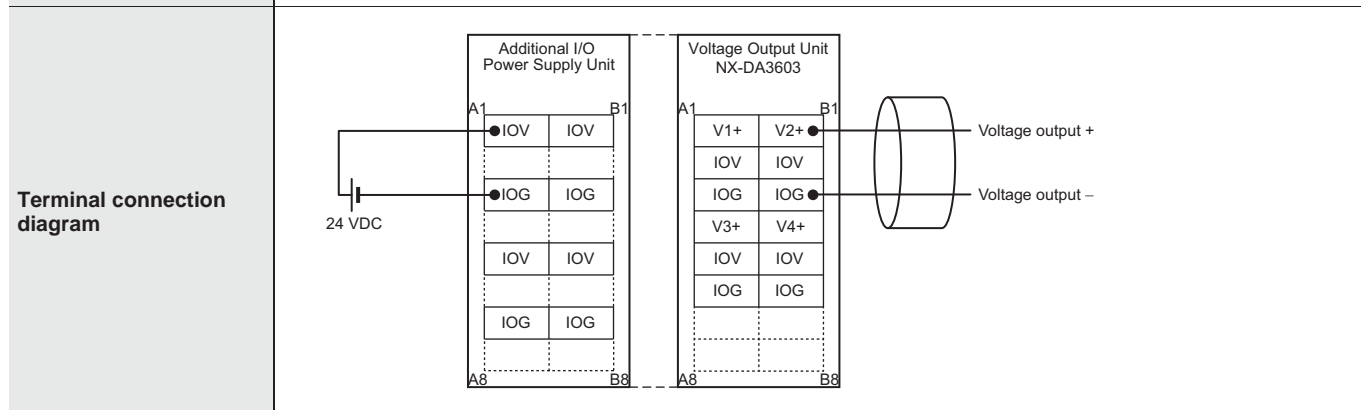 Terminal connection
diagram
Additional I/O
Power Supply Unit
A1 B1
IOV IOV
IOG IOG
IOV IOV
IOG IOG
A8 B8
24 VDC
Voltage Output Unit
NX-DA3603
A1 B1
V1+ V2+
IOV IOV
IOG IOG
V3+ V4+
IOV IOV
IOG IOG
A8 B8
Voltage output +
Voltage output –